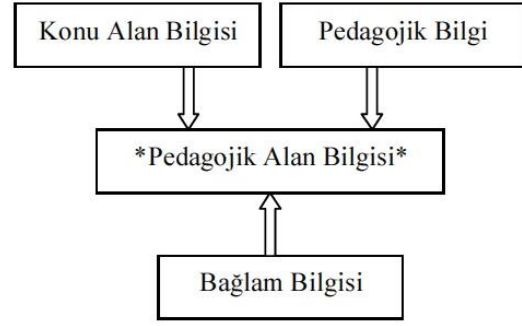 Konu Alan Bilgisi
Pedagojik Bilgi
*Pedagojik Alan Bilgisi*
Bağlam Bilgisi